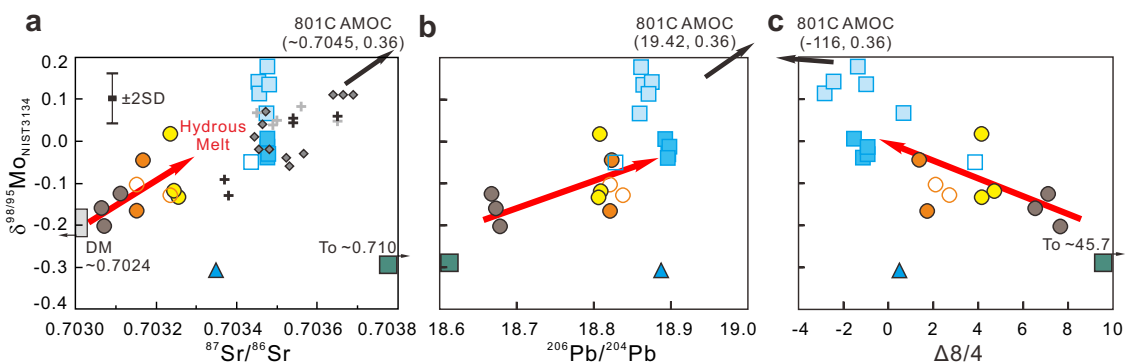 a
b
c
801C AMOC
(~0.7045, 0.36)
801C AMOC
(19.42, 0.36)
801C AMOC
(-116, 0.36)
δ98/95MoNIST3134
0.2
0.1
0.0
-0.1
-0.2
-0.3
-0.4
±2SD
Hydrous
Melt
DM
~0.7024
To ~0.710
To ~45.7
0.7030
0.7032
0.7034
0.7036
0.7038
87Sr/86Sr
18.6
18.7
18.8
18.9
19.0
206Pb/204Pb
-4
-2
0
2
4
6
8
10
Δ8/4